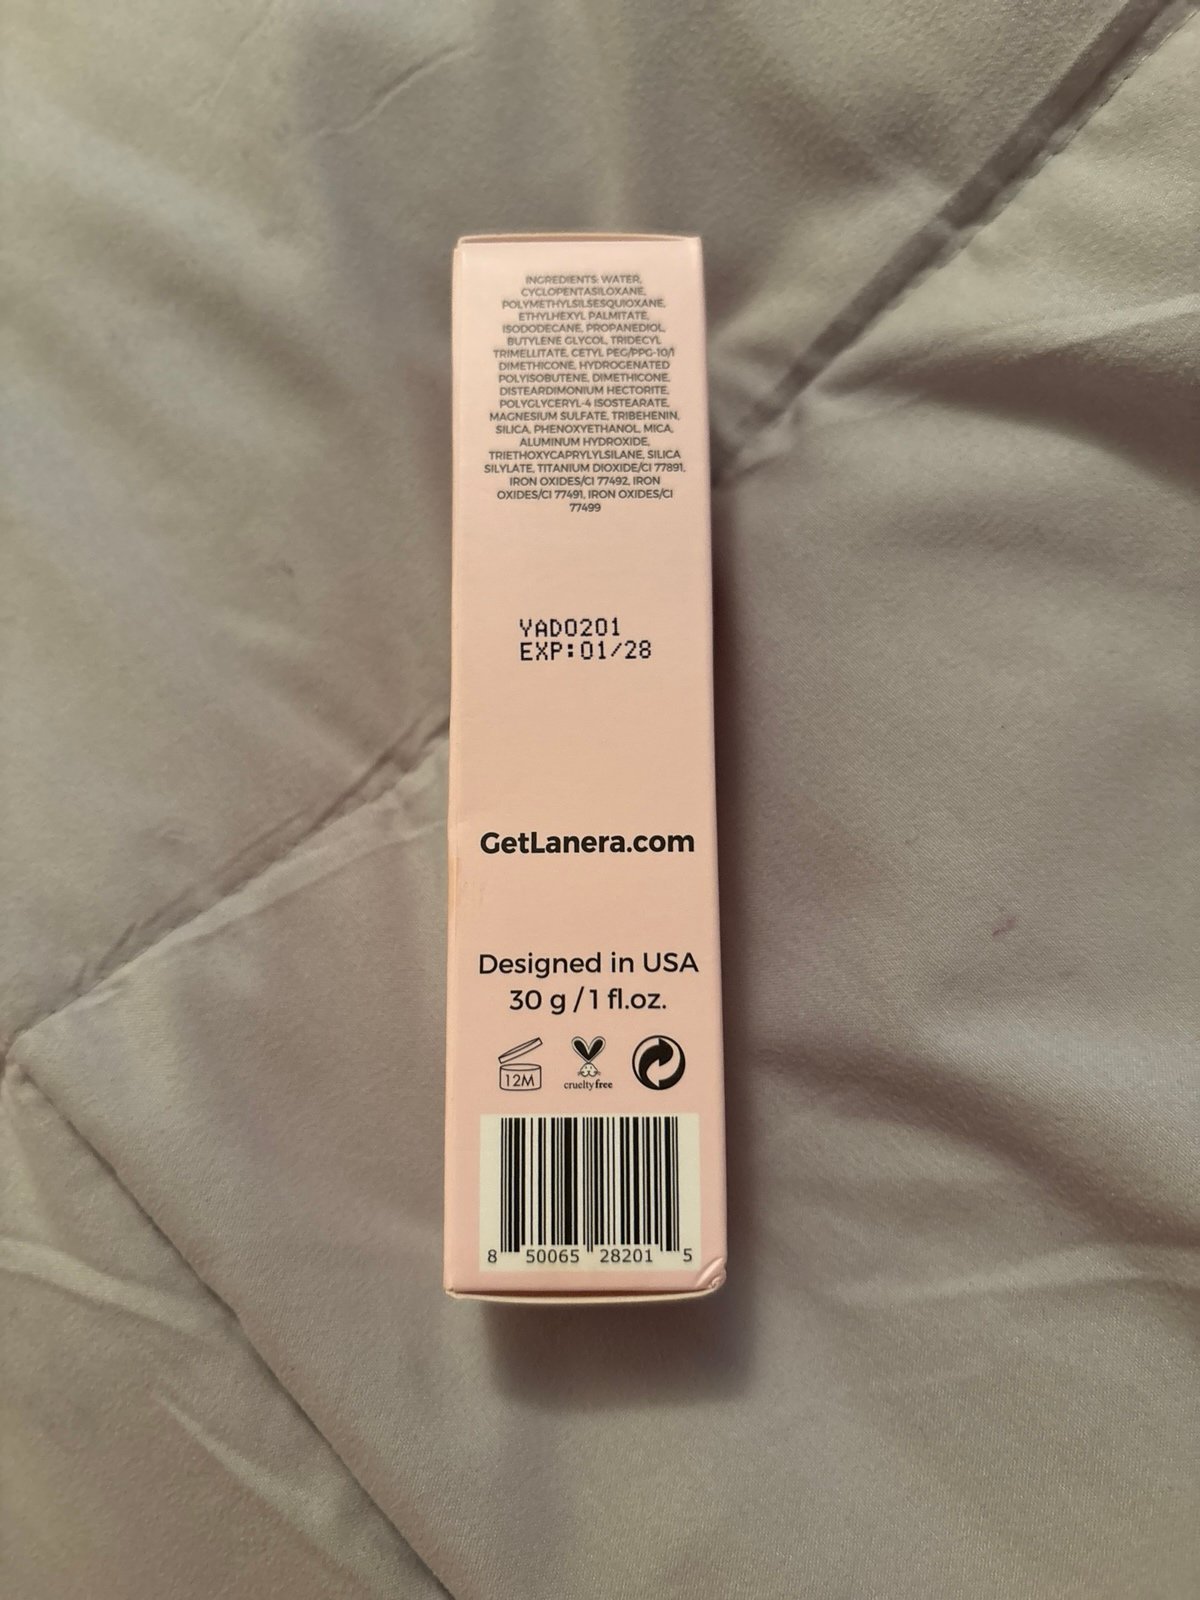 INGREDIENTS: WATER,
CYCLOPENTASILOXANE,
POLYMETHYLSILSESQUIOXANE,
ETHYLHEXYL PALMITATE,
ISODODECANE, PROPANEDIOL,
BUTYLENE GLYCOL, TRIDECYL
TRIMELLITATE, CETYL PEG/PPG-10/1
DIMETHICONE, HYDROGENATED
POLYISOBUTENE, DIMETHICONE,
DISTEARDIMONIUM HECTORITE,
POLYGLYCERYL-4 ISOSTEARATE,
MAGNESIUM SULFATE, TRIBEHENIN,
SILICA, PHENOXYETHANOL, MICA,
ALUMINUM HYDROXIDE,
TRIETHOXYCAPRYLYLSILANE, SILICA
SILYLATE, TITANIUM DIOXIDE/CI 77891,
IRON OXIDES/CI 77492, IRON
OXIDES/CI 77491, IRON OXIDES/CI
77499
YAD0201
EXP:01/28
GetLanera.com
Designed in USA
30 g / 1 fl.oz.
12M
cruelty free
8 50065 28201 5